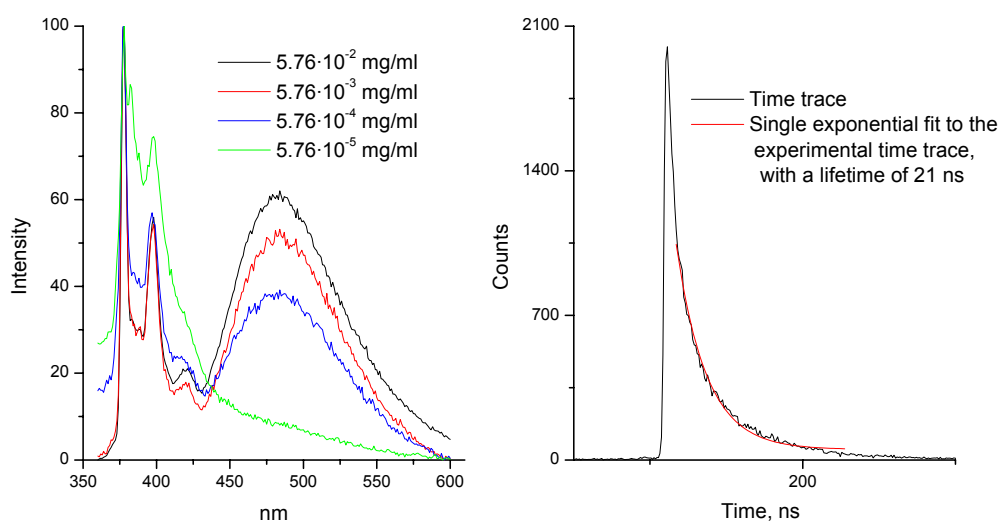 100
80
60
40
20
0
Intensity
5.76·10⁻² mg/ml
5.76·10⁻³ mg/ml
5.76·10⁻⁴ mg/ml
5.76·10⁻⁵ mg/ml
350 400 450 500 550 600
nm
2100
1400
700
0
Counts
Time trace
Single exponential fit to the
experimental time trace,
with a lifetime of 21 ns
200
Time, ns